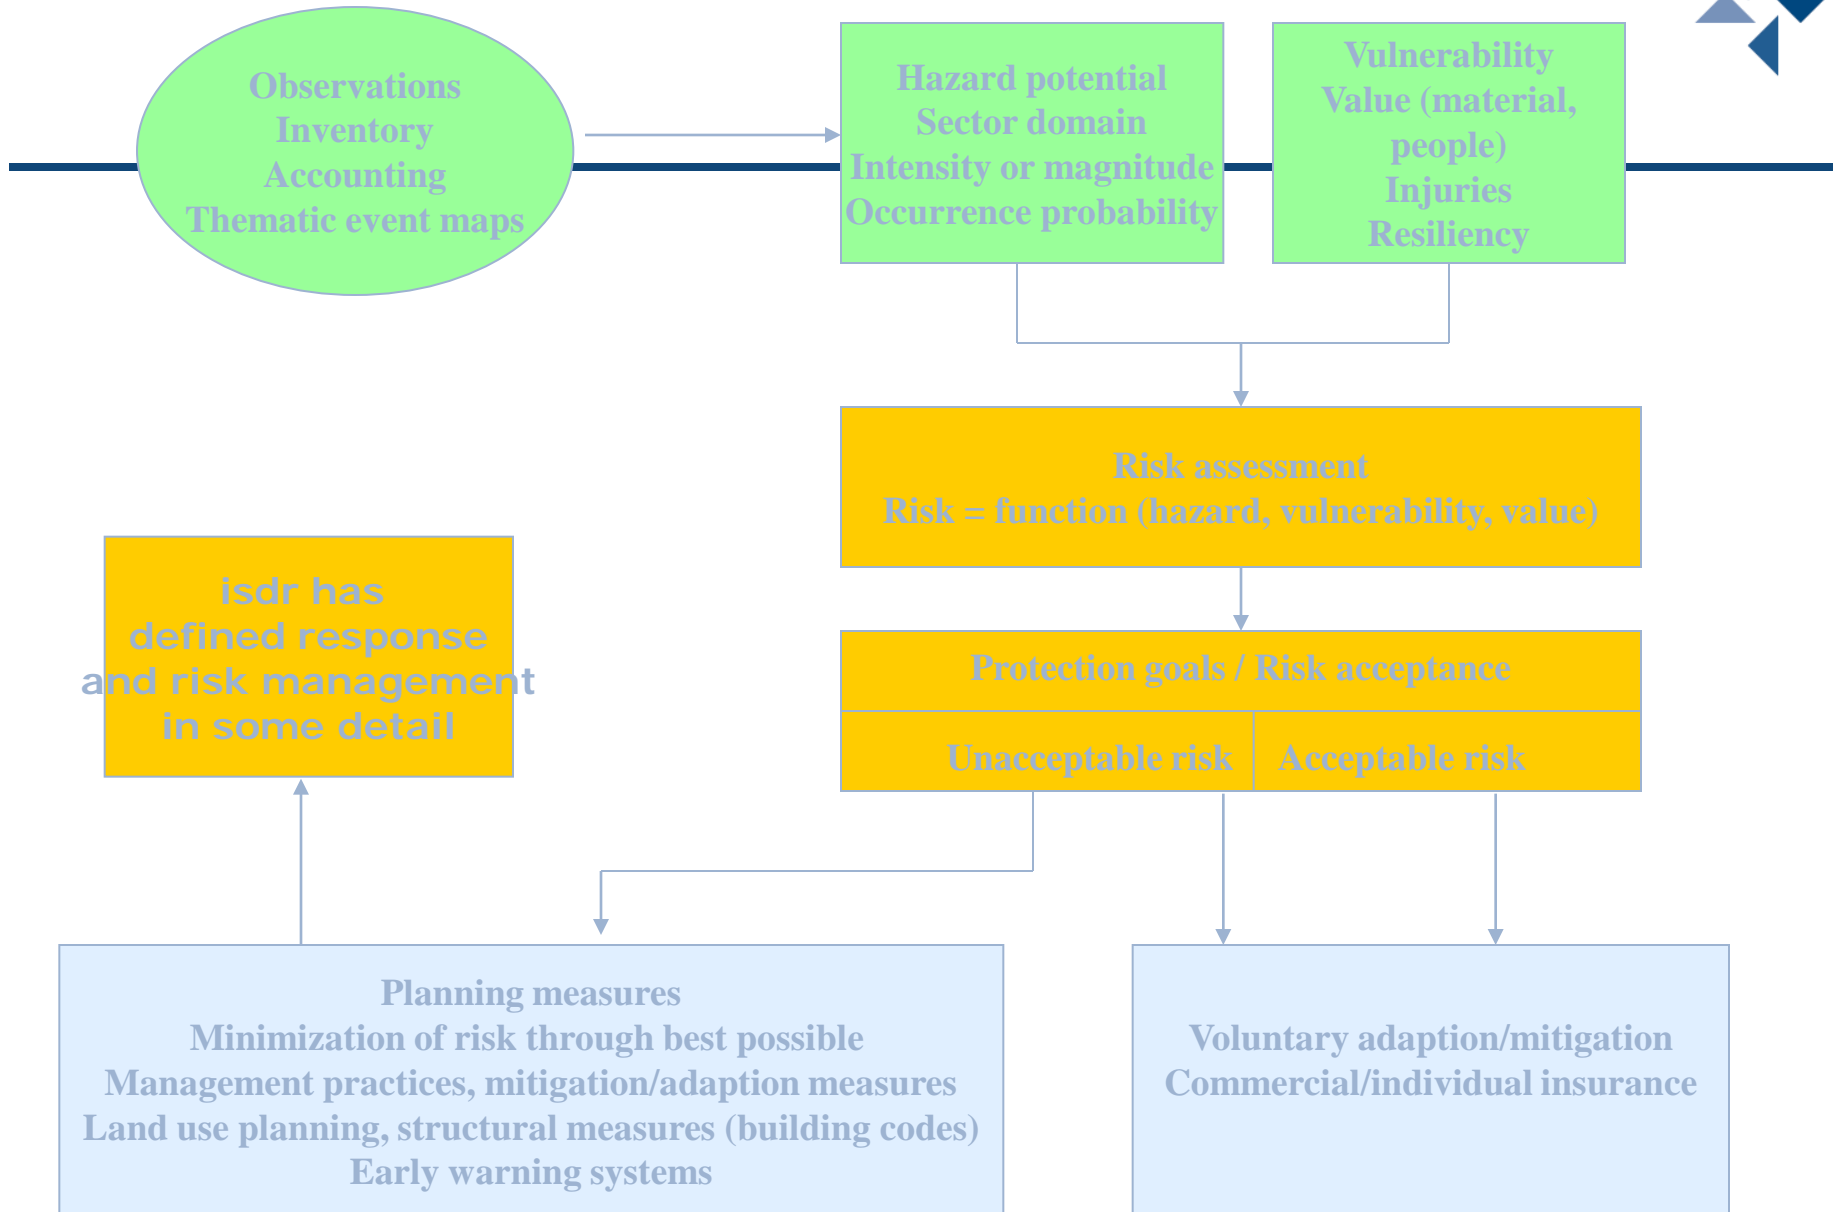 Observations
Inventory
Accounting
Thematic event maps
Hazard potential
Sector domain
Intensity or magnitude
Occurrence probability
Vulnerability
Value (material,
people)
Injuries
Resiliency
Risk assessment
Risk = function (hazard, vulnerability, value)
isdr has
defined response
and risk management
in some detail
Protection goals / Risk acceptance
Unacceptable risk
Acceptable risk
Planning measures
Minimization of risk through best possible
Management practices, mitigation/adaption measures
Land use planning, structural measures (building codes)
Early warning systems
Voluntary adaption/mitigation
Commercial/individual insurance